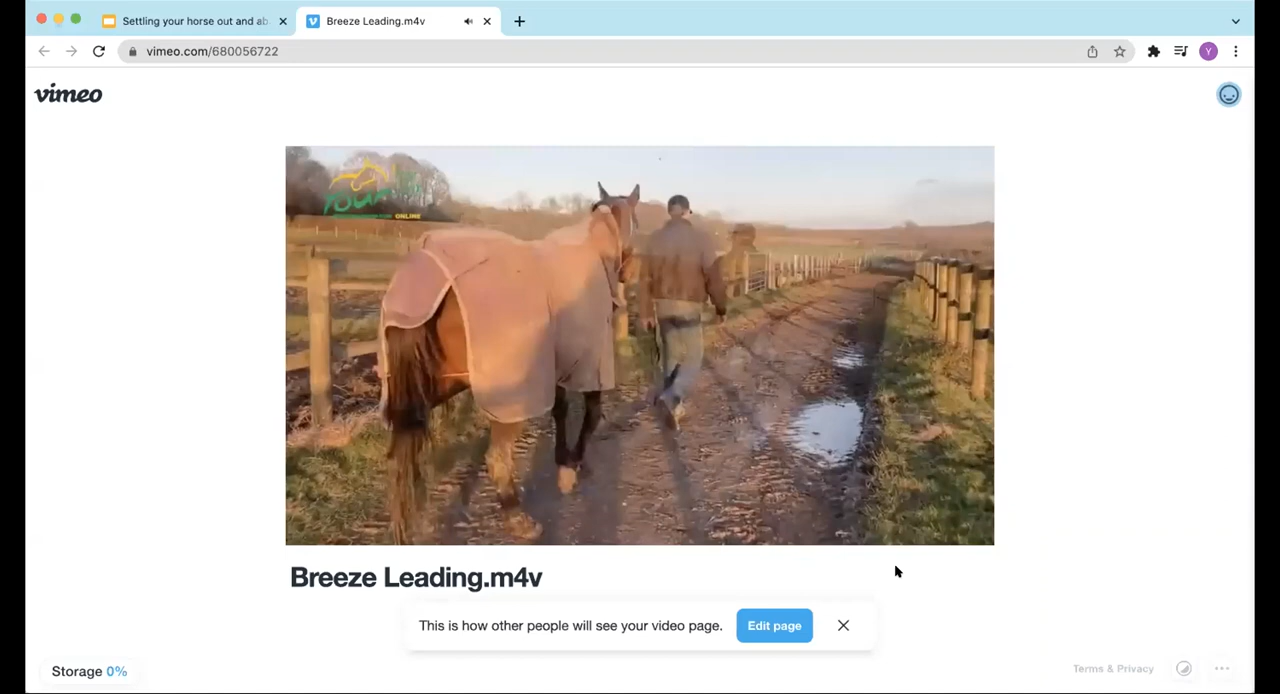 Settling your horse out and ab
Breeze Leading.m4v
vimeo.com/680056722
Y
vimeo
ONLINE
Breeze Leading.m4v
This is how other people will see your video page.
Edit page
Storage 0%
Terms & Privacy